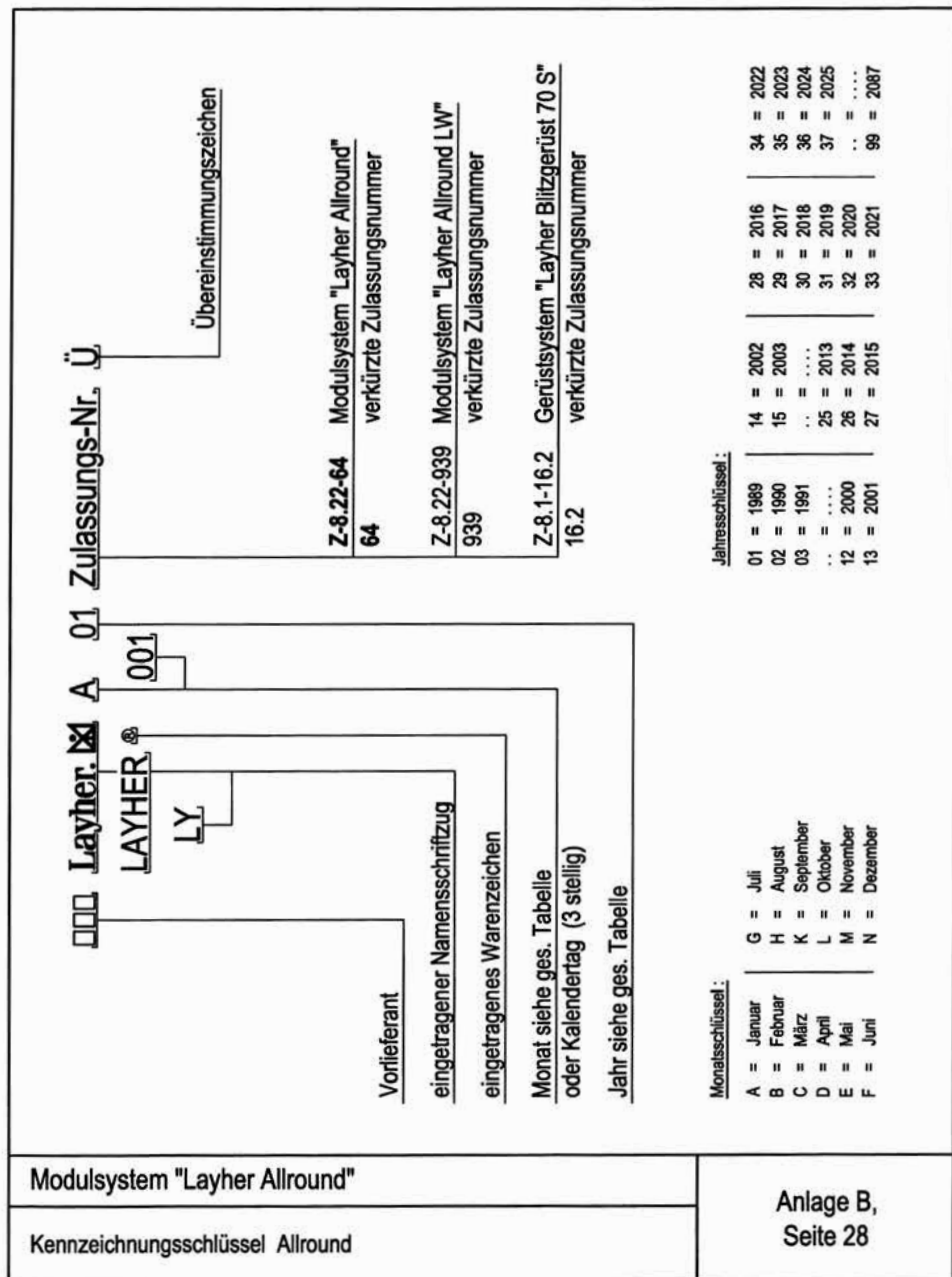 Layher. A 01 Zulassungs-Nr. Ü
LAYHER ® 001
LY
Übereinstimmungszeichen
Vorlieferant
eingetragener Namensschriftzug
eingetragenes Warenzeichen
Monat siehe ges. Tabelle
oder Kalendertag (3 stellig)
Jahr siehe ges. Tabelle
Z-8.22-64 Modulsystem "Layher Allround"
64 verkürzte Zulassungsnummer
Z-8.22-939 Modulsystem "Layher Allround LW"
939 verkürzte Zulassungsnummer
Z-8.1-16.2 Gerüstsystem "Layher Blitzgerüst 70 S"
16.2 verkürzte Zulassungsnummer
Monatsschlüssel :
A = Januar G = Juli
B = Februar H = August
C = März K = September
D = April L = Oktober
E = Mai M = November
F = Juni N = Dezember
Jahresschlüssel :
01 = 1989 14 = 2002 28 = 2016 34 = 2022
02 = 1990 15 = 2003 29 = 2017 35 = 2023
03 = 1991 .. = .... 30 = 2018 36 = 2024
.. = .... 25 = 2013 31 = 2019 37 = 2025
12 = 2000 26 = 2014 32 = 2020 .. = ....
13 = 2001 27 = 2015 33 = 2021 99 = 2087
Modulsystem "Layher Allround"
Kennzeichnungsschlüssel Allround
Anlage B,
Seite 28